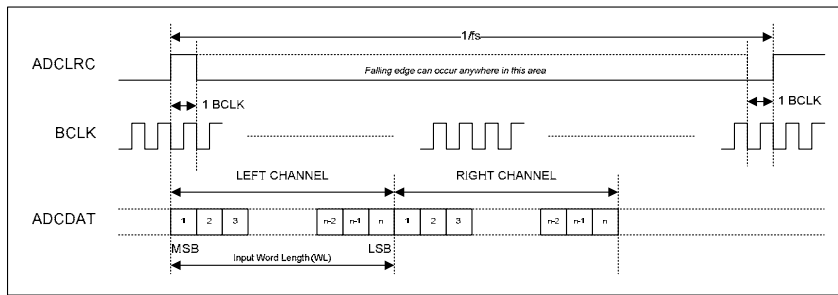 1/fs
ADCLRC
Falling edge can occur anywhere in this area
1 BCLK
1 BCLK
BCLK
LEFT CHANNEL
RIGHT CHANNEL
ADCDAT
1 2 3 n-2 n-1 n 1 2 3 n-2 n-1 n
MSB LSB
Input Word Length (WL)